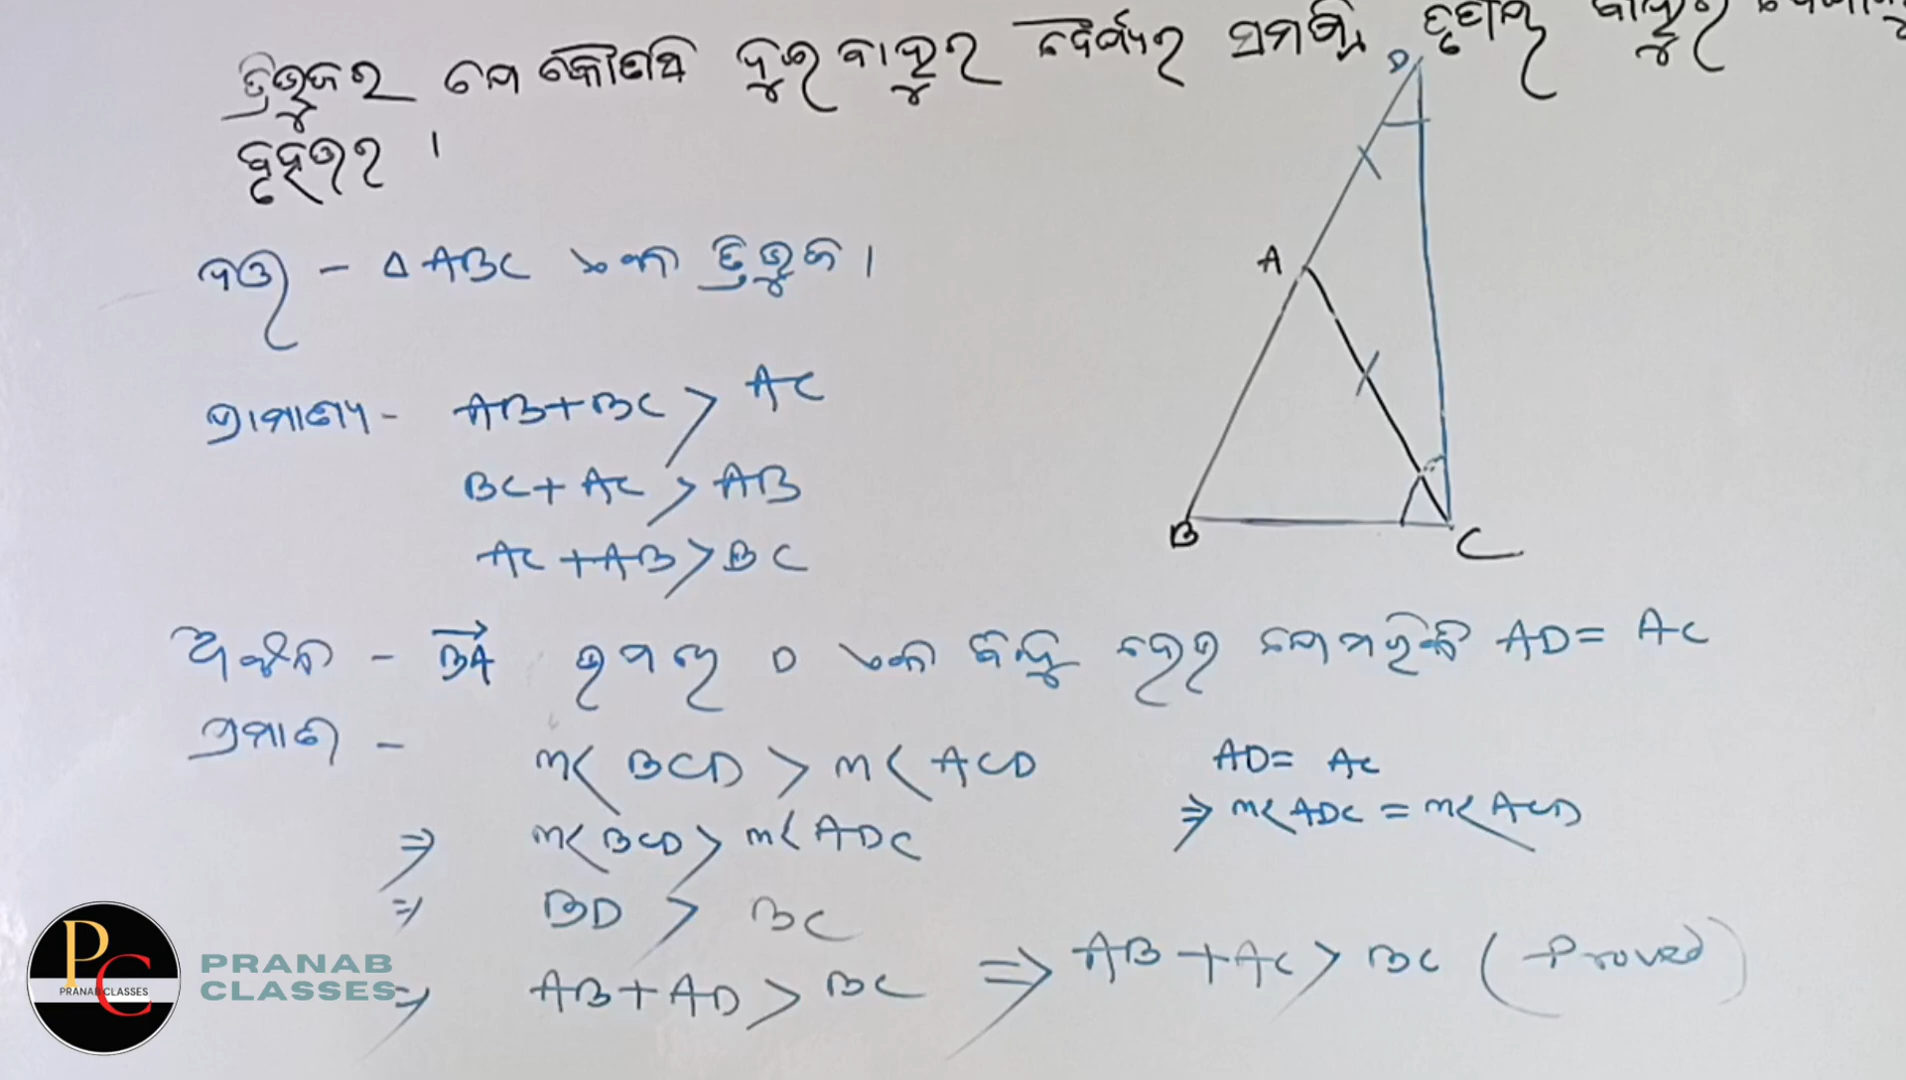 ତ୍ରିଭୁଜର ଯେ କୌଣସି ଦୁଇ ବାହୁର ଦୈର୍ଘ୍ୟର ସମଷ୍ଟି ତୃତୀୟ ବାହୁର
ବୃହତ୍ତର ।
D
ଦତ୍ତ - Δ ABC ଏକ ତ୍ରିଭୁଜ ।
A
ପ୍ରାମାଣ୍ୟ - AB+BC > AC
BC+ AC > AB
B C
AC +AB > BC
ଅଙ୍କନ - BA→ ଉପରେ D ଏକ ବିନ୍ଦୁ ନେଇ ଯେପରିକି AD = AC
ପ୍ରମାଣ -
m< BCD > m< ACD
AD = AC
⇒ m< BCD > m< ADC
⇒ m< ADC = m< ACD
⇒ BD > BC
⇒ AB + AD > BC ⇒ AB + AC > BC ( Proved )
PC
PRANAB CLASSES
PRANAB
CLASSES